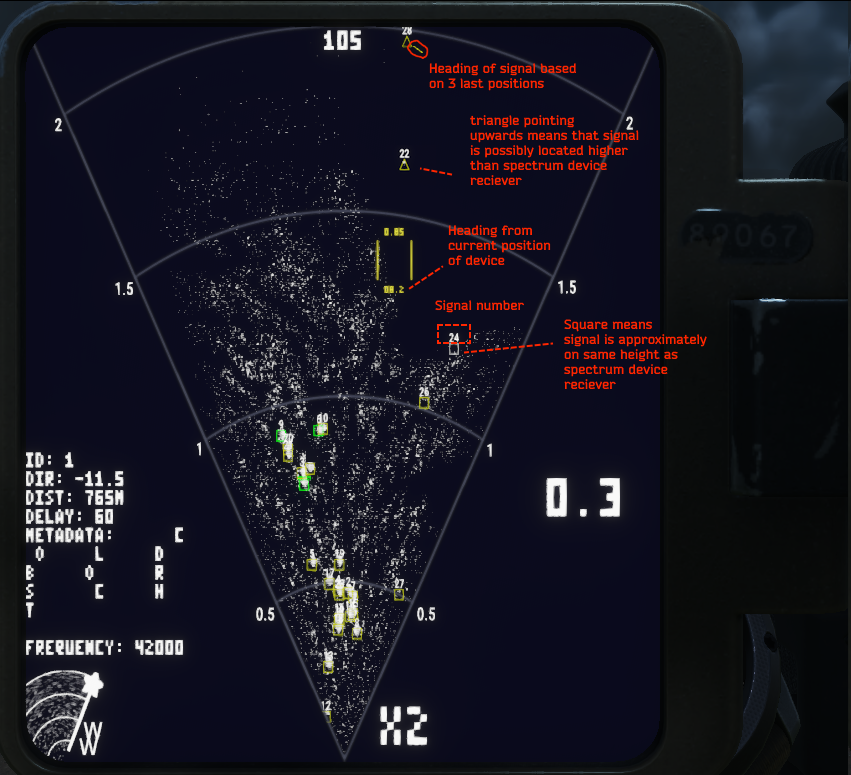 28
105
Heading of signal based
on 3 last positions
2
2
triangle pointing
upwards means that signal
is possibly located higher
than spectrum device
reciever
22
0.85
Heading from
current position
of device
1.5
1.5
Signal number
24
Square means
signal is approximately
on same height as
spectrum device
reciever
26
1
1
ID: 1
DIR: -11.5
DIST: 765M
DELAY: 60
METADATA: C
O L D
B O R
S C H
T
0.3
27
0.5
0.5
FREQUENCY: 42000
12
X2
W
W
89067